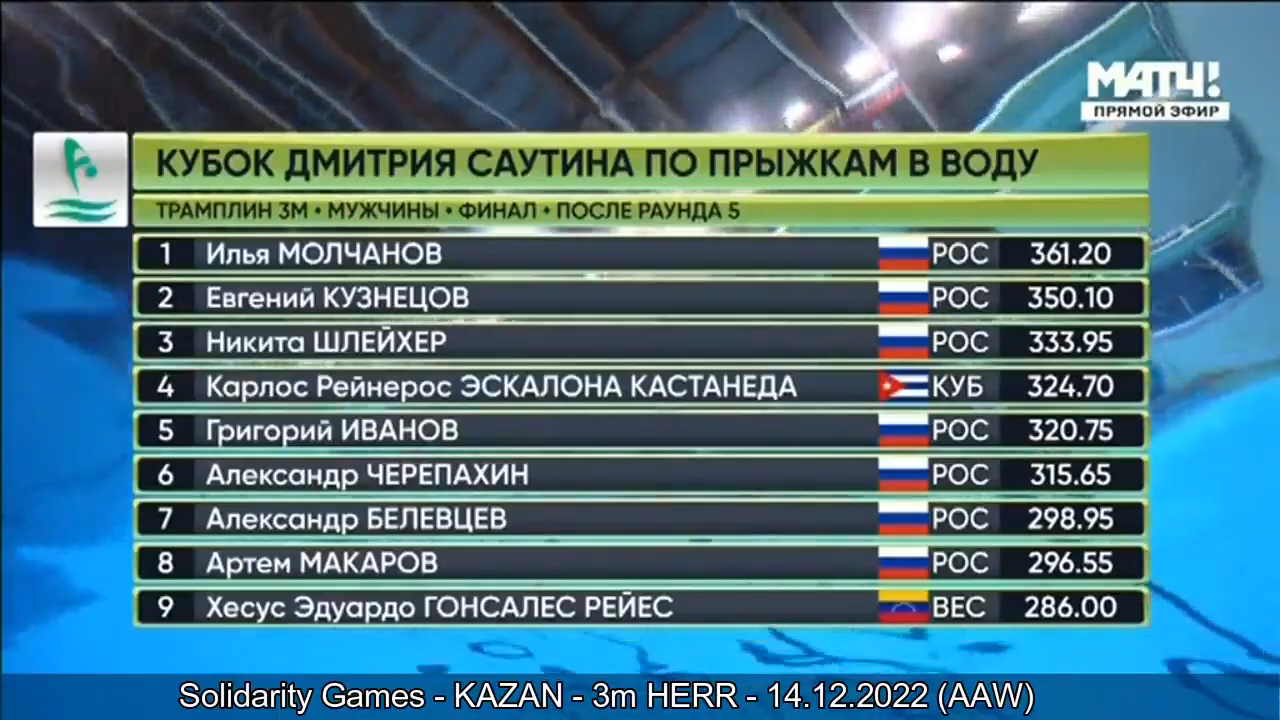 МАТЧ!
ПРЯМОЙ ЭФИР
КУБОК ДМИТРИЯ САУТИНА ПО ПРЫЖКАМ В ВОДУ
ТРАМПЛИН 3М • МУЖЧИНЫ • ФИНАЛ • ПОСЛЕ РАУНДА 5
1 Илья МОЛЧАНОВ РОС 361.20
2 Евгений КУЗНЕЦОВ РОС 350.10
3 Никита ШЛЕЙХЕР РОС 333.95
4 Карлос Рейнерос ЭСКАЛОНА КАСТАНЕДА КУБ 324.70
5 Григорий ИВАНОВ РОС 320.75
6 Александр ЧЕРЕПАХИН РОС 315.65
7 Александр БЕЛЕВЦЕВ РОС 298.95
8 Артем МАКАРОВ РОС 296.55
9 Хесус Эдуардо ГОНСАЛЕС РЕЙЕС ВЕС 286.00
Solidarity Games - KAZAN - 3m HERR - 14.12.2022 (AAW)